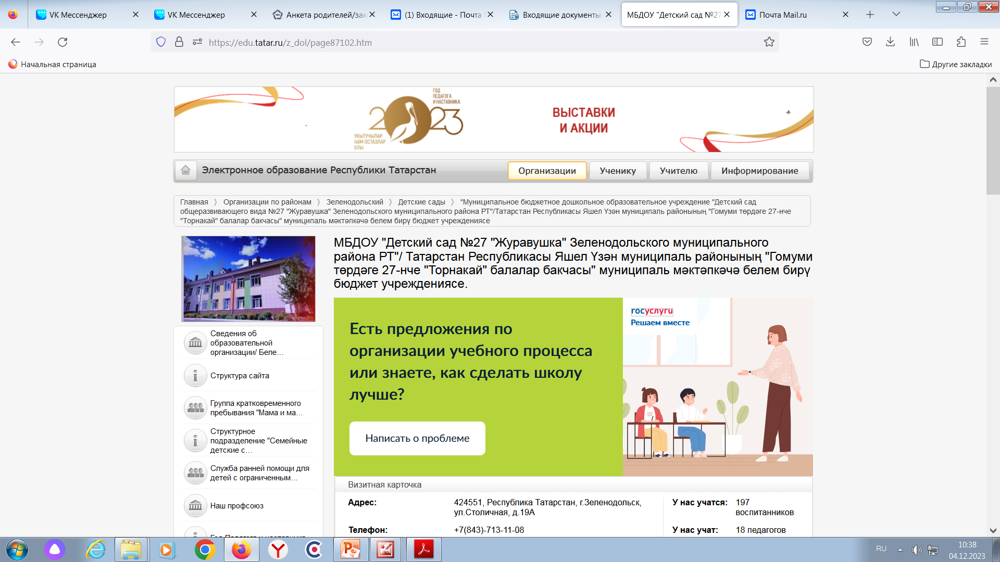 VK Мессенджер
VK Мессенджер
Анкета родителей/зак
(1) Входящие - Почта
Входящие документы
МБДОУ "Детский сад №27
Почта Mail.ru
https://edu.tatar.ru/z_dol/page87102.htm
Начальная страница
Другие закладки
ГОД
ПЕДАГОГА
И НАСТАВНИКА
2023
УКЫТУЧЫЛАР
ҺӘМ ОСТАЗЛАР
ЕЛЫ
ВЫСТАВКИ
И АКЦИИ
Электронное образование Республики Татарстан
Организации
Ученику
Учителю
Информирование
Главная 〉 Организации по районам 〉 Зеленодольский 〉 Детские сады 〉 "Муниципальное бюджетное дошкольное образовательное учреждение "Детский сад
общеразвивающего вида №27 "Журавушка" Зеленодольского муниципального района РТ"/Татарстан Республикасы Яшел Үзән муниципаль районының "Гомуми төрдәге 27-нче
"Торнакай" балалар бакчасы" муниципаль мәктәпкәчә белем бирү бюджет учреждениясе
МБДОУ "Детский сад №27 "Журавушка" Зеленодольского муниципального
района РТ"/ Татарстан Республикасы Яшел Үзән муниципаль районының "Гомуми
төрдәге 27-нче "Торнакай" балалар бакчасы" муниципаль мәктәпкәчә белем бирү
бюджет учреждениясе.
Сведения об
образовательной
организации/ Беле…
Структура сайта
Группа кратковременного
пребывания "Мама и ма…
Структурное
подразделение "Семейные
детские с…
Служба ранней помощи для
детей с ограниченным…
Наш профсоюз
Есть предложения по
организации учебного процесса
или знаете, как сделать школу
лучше?
Написать о проблеме
госуслуги
Решаем вместе
Визитная карточка
Адрес: 424551, Республика Татарстан, г.Зеленодольск,
ул.Столичная, д.19А
У нас учатся: 197
воспитанников
Телефон: +7(843)-713-11-08
У нас учат: 18 педагогов
RU
10:38
04.12.2023